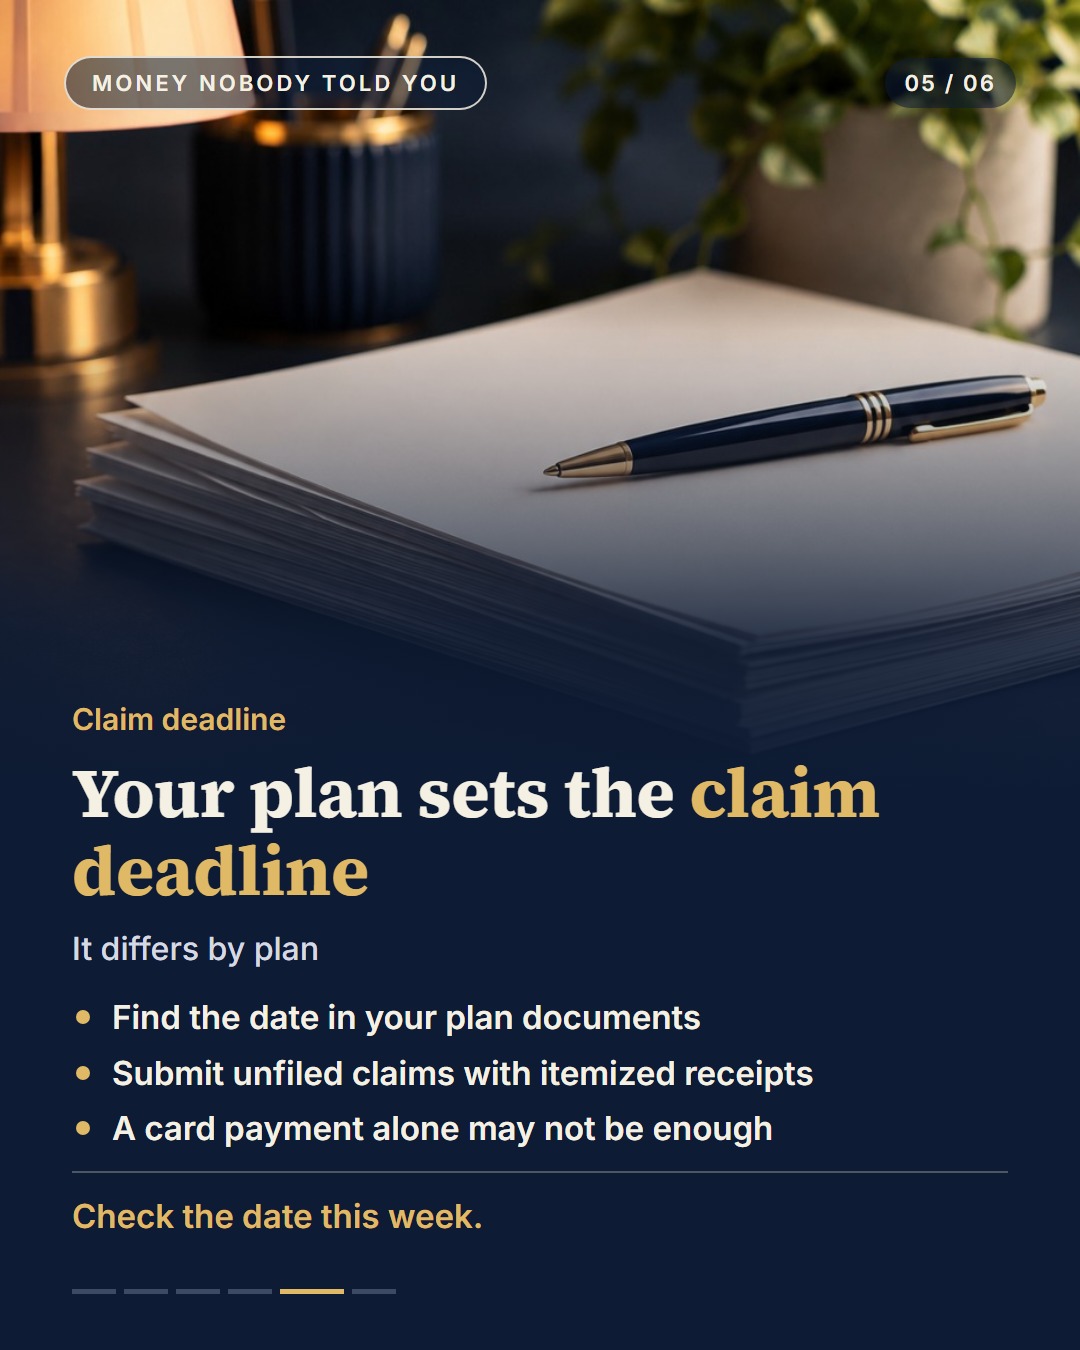 MONEY NOBODY TOLD YOU
05 / 06
Claim deadline
Your plan sets the claim
deadline
It differs by plan
• Find the date in your plan documents
• Submit unfiled claims with itemized receipts
• A card payment alone may not be enough
Check the date this week.